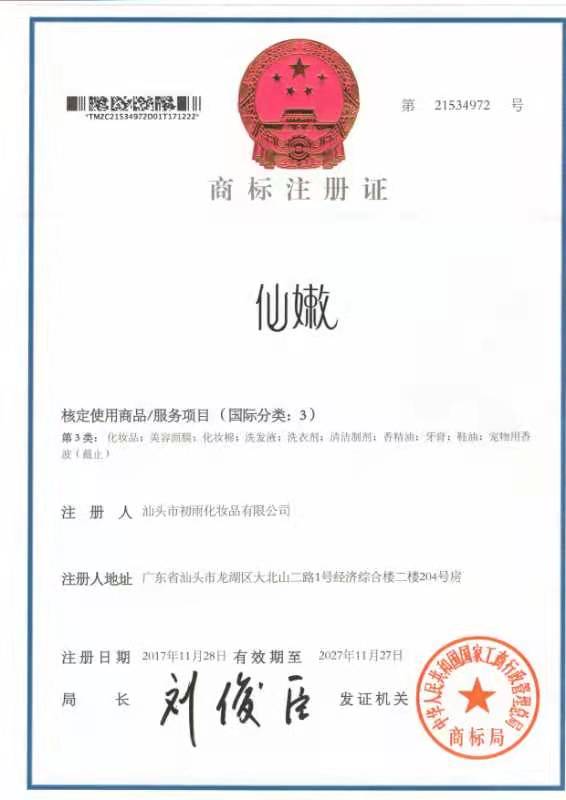 *TMZC21534972D01T171222*
第 21534972 号
商标注册证
仙嫩
核定使用商品/服务项目（国际分类：3）
第3类：化妆品；美容面膜；化妆棉；洗发液；洗衣剂；清洁制剂；香精油；牙膏；鞋油；宠物用香
波（截止）
注册人 汕头市初雨化妆品有限公司
注册人地址 广东省汕头市龙湖区大北山二路1号经济综合楼二楼204号房
注册日期 2017年11月28日 有效期至 2027年11月27日
局长 刘俊臣 发证机关
中华人民共和国国家工商行政管理总局
商标局